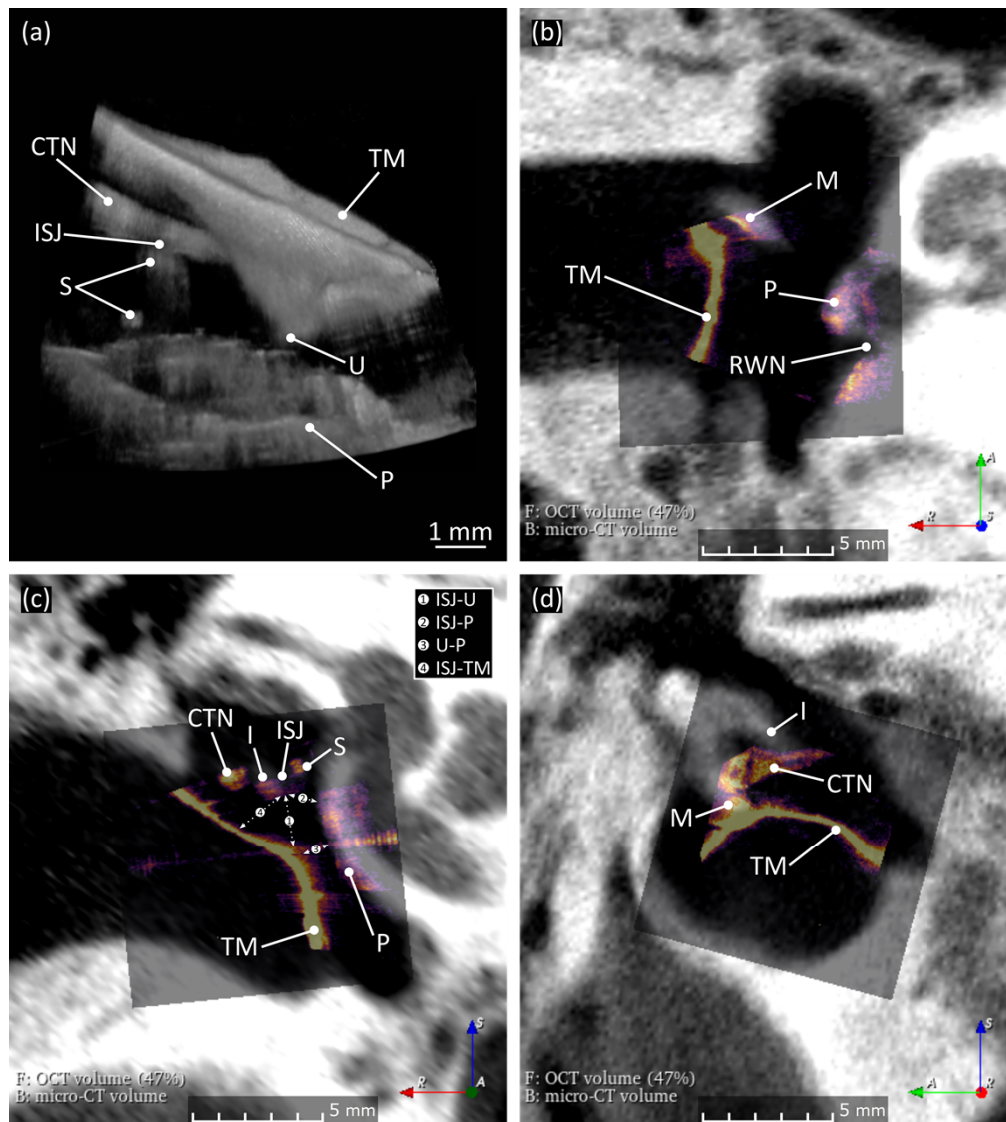 (a)
CTN
TM
ISJ
S
U
P
1 mm
(b)
M
TM
P
RWN
A
R
S
F: OCT volume (47%)
B: micro-CT volume
5 mm
(c)
❶ ISJ-U
❷ ISJ-P
❸ U-P
❹ ISJ-TM
CTN
I
ISJ
S
❹
❷
❶
❸
TM
P
S
R
A
F: OCT volume (47%)
B: micro-CT volume
5 mm
(d)
I
CTN
M
TM
S
A
R
F: OCT volume (47%)
B: micro-CT volume
5 mm